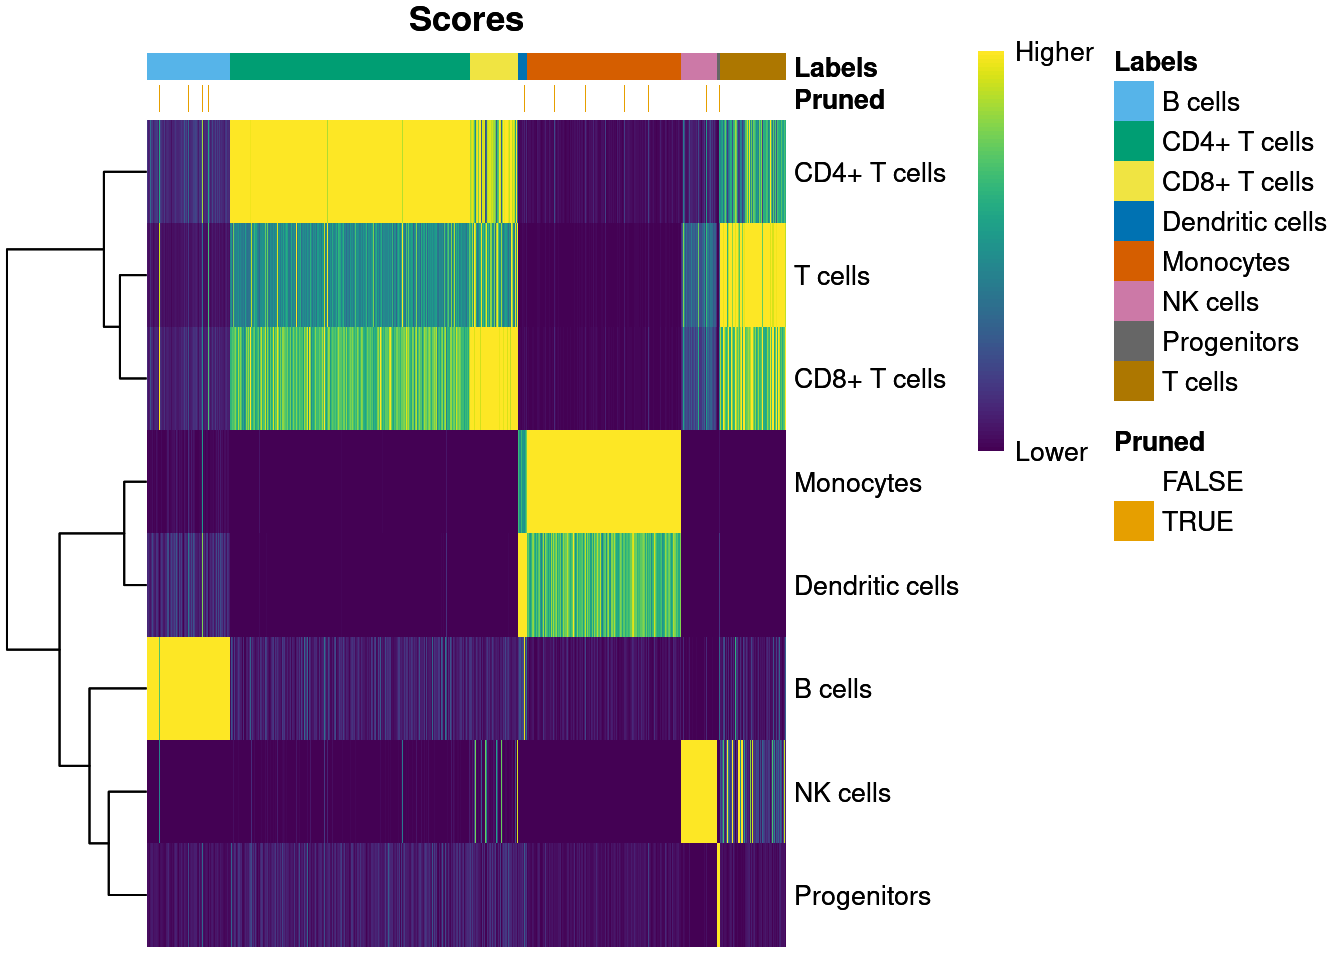 Scores
Labels
Pruned
CD4+ T cells
T cells
CD8+ T cells
Monocytes
Dendritic cells
B cells
NK cells
Progenitors
Higher
Lower
Labels
B cells
CD4+ T cells
CD8+ T cells
Dendritic cells
Monocytes
NK cells
Progenitors
T cells
Pruned
FALSE
TRUE